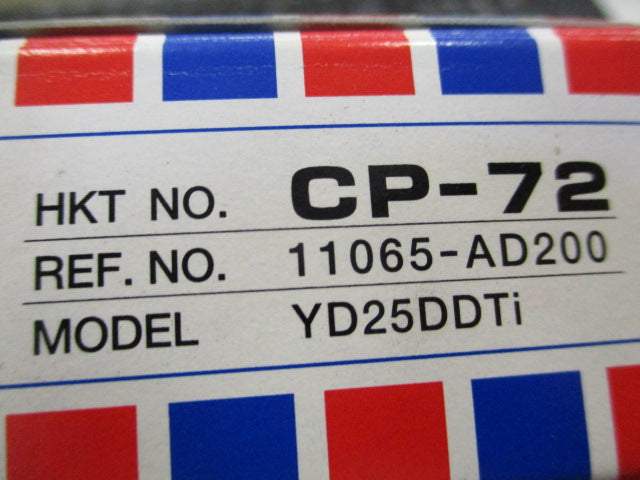 HKT NO. CP-72
REF. NO. 11065-AD200
MODEL YD25DDTi